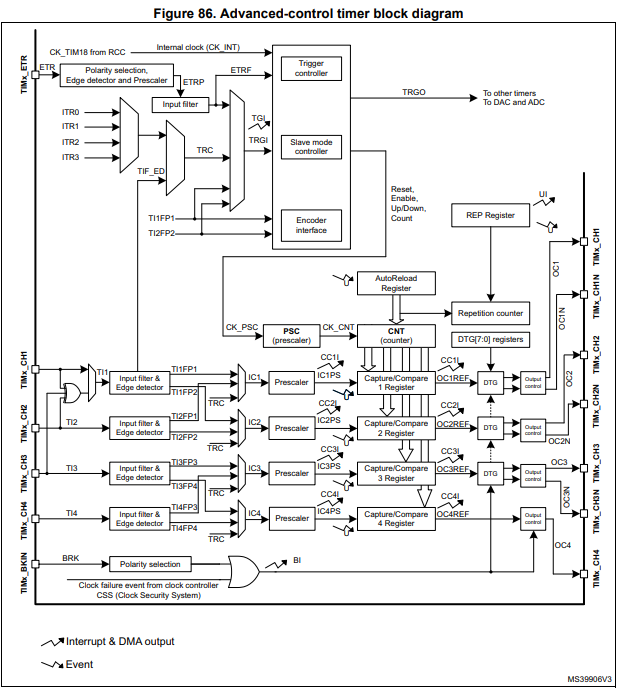 Figure 86. Advanced-control timer block diagram
CK_TIM18 from RCC
Internal clock (CK_INT)
TIMx_ETR
ETR
Polarity selection,
Edge detector and Prescaler
ETRP
ETRF
Input filter
Trigger
controller
TRGO
To other timers
To DAC and ADC
ITR0
ITR1
ITR2
ITR3
TGI
TRGI
TRC
TIF_ED
Slave mode
controller
Reset,
Enable,
Up/Down,
Count
TI1FP1
TI2FP2
Encoder
interface
UI
REP Register
AutoReload
Register
Repetition counter
CK_PSC
PSC
(prescaler)
CK_CNT
CNT
(counter)
DTG[7:0] registers
TIMx_CH1
TI1
Input filter &
Edge detector
TI1FP1
TI1FP2
TRC
IC1
Prescaler
CC1I
IC1PS
Capture/Compare
1 Register
CC1I
OC1REF
DTG
Output
control
OC1
TIMx_CH1
OC1N
TIMx_CH1N
TIMx_CH2
TI2
Input filter &
Edge detector
TI2FP1
TI2FP2
TRC
IC2
Prescaler
CC2I
IC2PS
Capture/Compare
2 Register
CC2I
OC2REF
DTG
Output
control
OC2
TIMx_CH2
OC2N
TIMx_CH2N
TIMx_CH3
TI3
Input filter &
Edge detector
TI3FP3
TI3FP4
TRC
IC3
Prescaler
CC3I
IC3PS
Capture/Compare
3 Register
CC3I
OC3REF
DTG
Output
control
OC3
TIMx_CH3
OC3N
TIMx_CH3N
TIMx_CH4
TI4
Input filter &
Edge detector
TI4FP3
TI4FP4
TRC
IC4
Prescaler
CC4I
IC4PS
Capture/Compare
4 Register
CC4I
OC4REF
Output
control
OC4
TIMx_CH4
TIMx_BKIN
BRK
Polarity selection
BI
Clock failure event from clock controller
CSS (Clock Security System)
Interrupt & DMA output
Event
MS39906V3